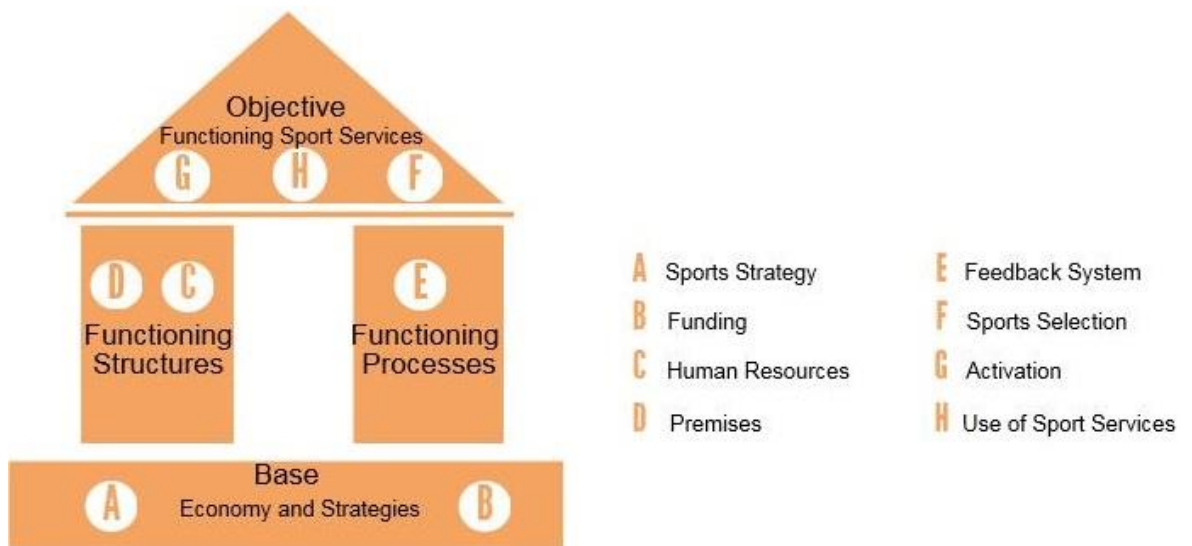 Objective
Functioning Sport Services
G H F
D C
Functioning
Structures
E
Functioning
Processes
Base
Economy and Strategies
A B
A Sports Strategy
B Funding
C Human Resources
D Premises
E Feedback System
F Sports Selection
G Activation
H Use of Sport Services